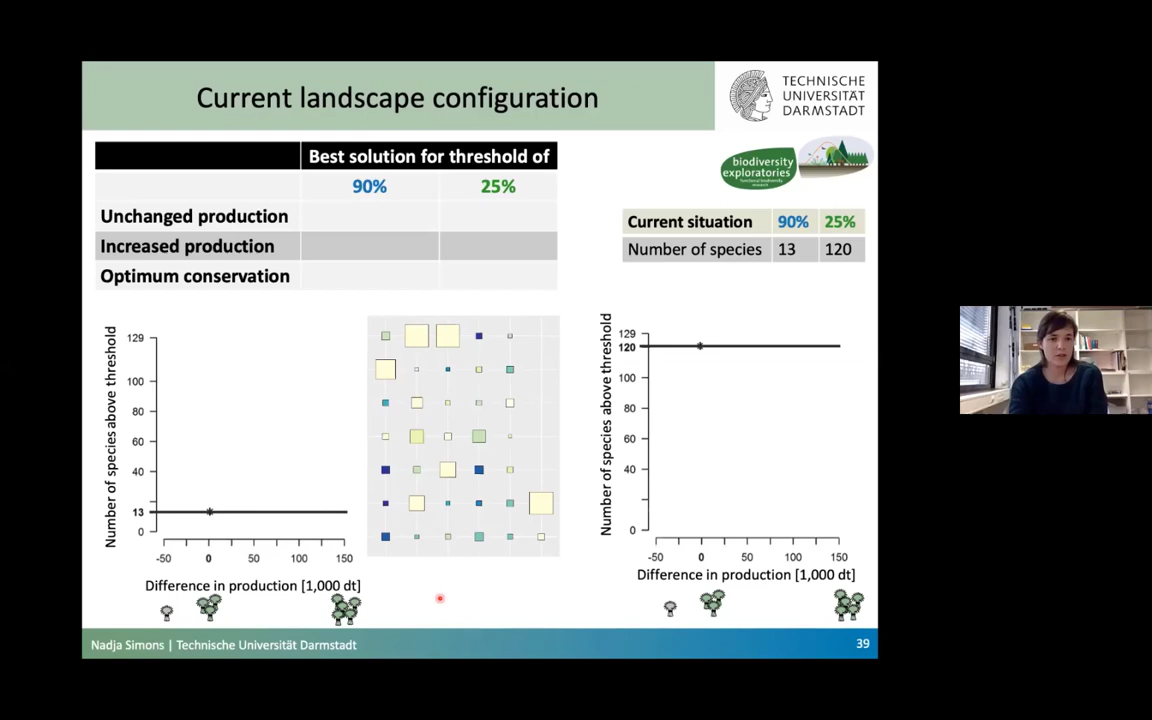 Current landscape configuration
TECHNISCHE
UNIVERSITÄT
DARMSTADT
biodiversity
exploratories
Best solution for threshold of
90% 25%
Unchanged production
Increased production
Optimum conservation
Current situation 90% 25%
Number of species 13 120
Number of species above threshold
129
100
80
60
40
13
0
-50 0 50 100 150
Difference in production [1,000 dt]
Number of species above threshold
129
120
100
80
60
40
0
-50 0 50 100 150
Difference in production [1,000 dt]
Nadja Simons | Technische Universität Darmstadt
39